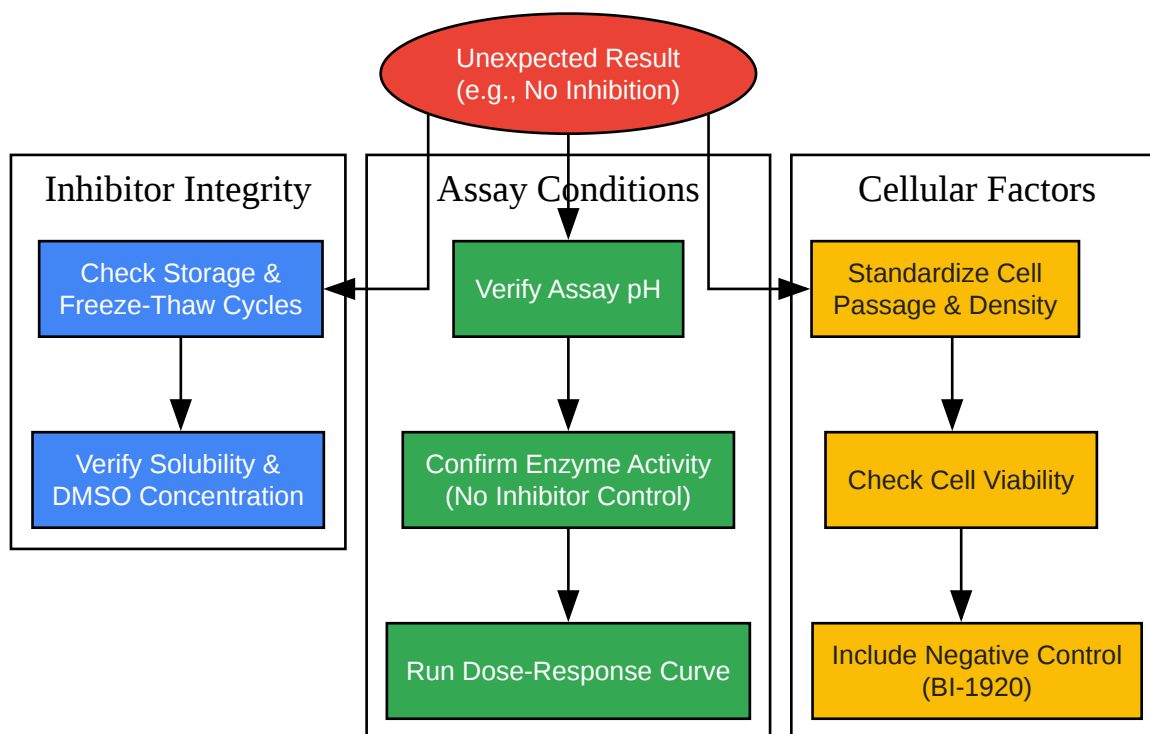 Unexpected Result
(e.g., No Inhibition)
Inhibitor Integrity
Check Storage &
Freeze-Thaw Cycles
Verify Solubility &
DMSO Concentration
Assay Conditions
Verify Assay pH
Confirm Enzyme Activity
(No Inhibitor Control)
Run Dose-Response Curve
Cellular Factors
Standardize Cell
Passage & Density
Check Cell Viability
Include Negative Control
(BI-1920)